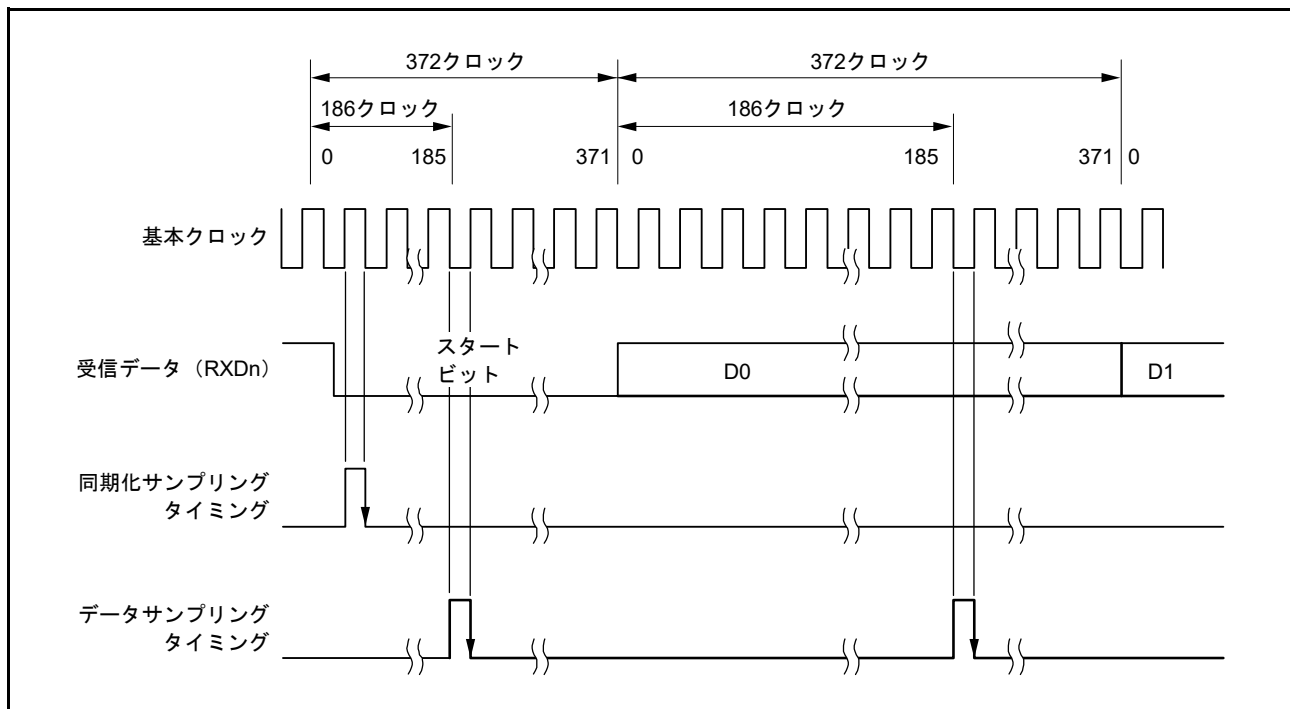 372クロック 372クロック
186クロック 186クロック
0 185 371 0 185 371 0
基本クロック
受信データ（RXDn）
スタート
ビット
D0
D1
同期化サンプリング
タイミング
データサンプリング
タイミング